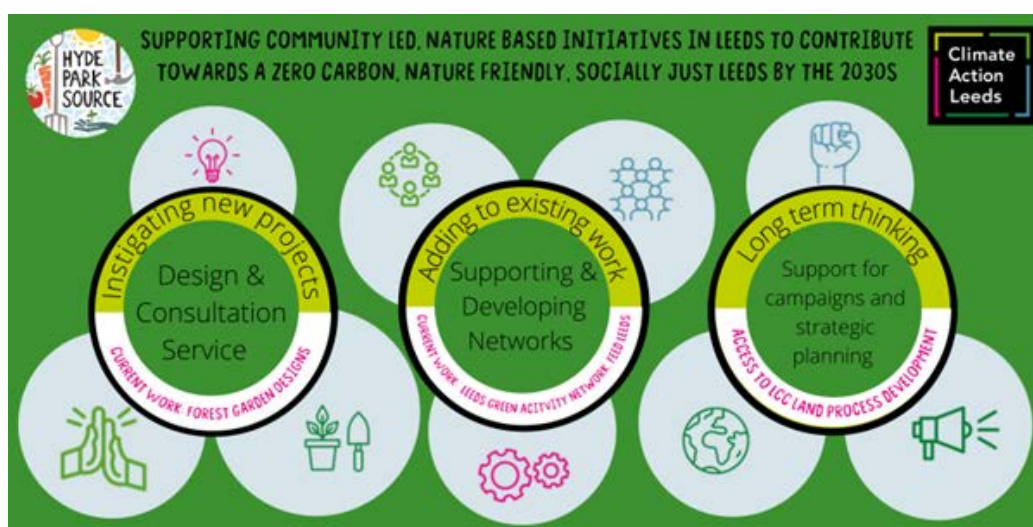 HYDE
PARK
SOURCE
SUPPORTING COMMUNITY LED, NATURE BASED INITIATIVES IN LEEDS TO CONTRIBUTE
TOWARDS A ZERO CARBON, NATURE FRIENDLY, SOCIALLY JUST LEEDS BY THE 2030S
Climate
Action
Leeds
Instigating new projects
Design &
Consultation
Service
CURRENT WORK: FOREST GARDEN DESIGNS
Adding to existing work
Supporting &
Developing
Networks
CURRENT WORK: LEEDS GREEN ACITVITY NETWORK, FEED LEEDS
Long term thinking
Support for
campaigns and
strategic
planning
ACCESS TO LCC LAND PROCESS DEVELOPMENT